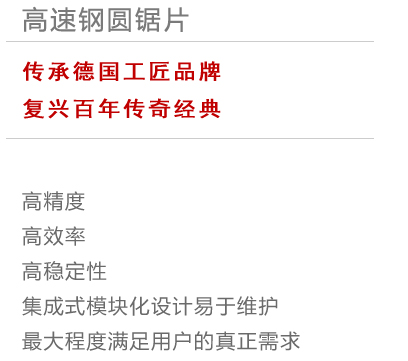 高速钢圆锯片
传承德国工匠品牌
复兴百年传奇经典
高精度
高效率
高稳定性
集成式模块化设计易于维护
最大程度满足用户的真正需求